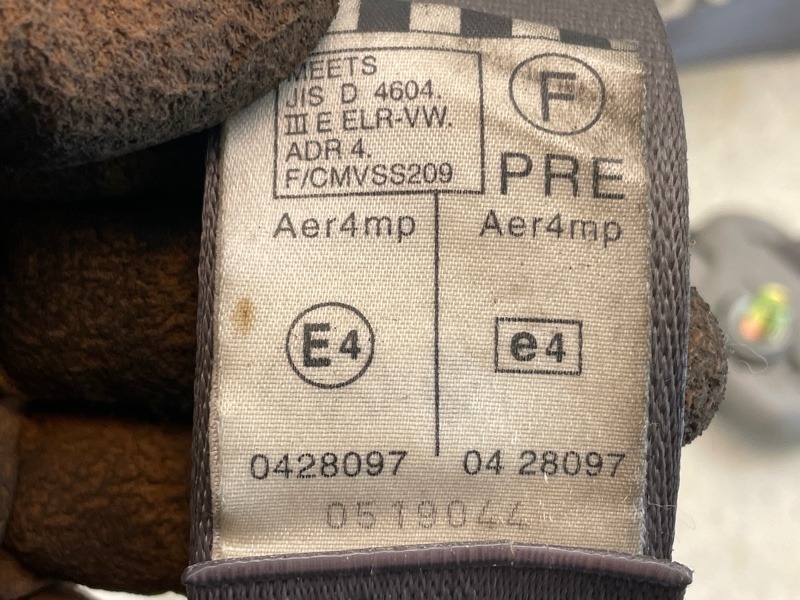 MEETS
JIS D 4604.
III E ELR-VW.
ADR 4.
F/CMVSS209
F
PRE
Aer4mp
Aer4mp
E4
e4
0428097
04 28097
0519044